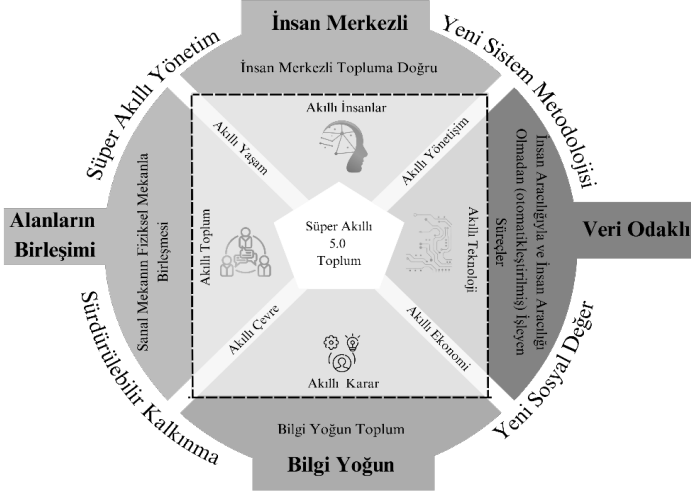 İnsan Merkezli
Süper Akıllı Yönetim
Yeni Sistem Metodolojisi
İnsan Merkezli Topluma Doğru
Akıllı İnsanlar
Akıllı Yaşam
Akıllı Yönetişim
Alanların
Birleşimi
Sanal Mekanın Fiziksel Mekanla
Birleşmesi
Akıllı Toplum
Süper Akıllı
5.0
Toplum
Akıllı Teknoloji
İnsan Aracılığıyla ve İnsan Aracılığı
Olmadan (otomatikleştirilmiş) İşleyen
Süreçler
Veri Odaklı
Akıllı Çevre
Akıllı Ekonomi
Akıllı Karar
Sürdürülebilir Kalkınma
Yeni Sosyal Değer
Bilgi Yoğun Toplum
Bilgi Yoğun